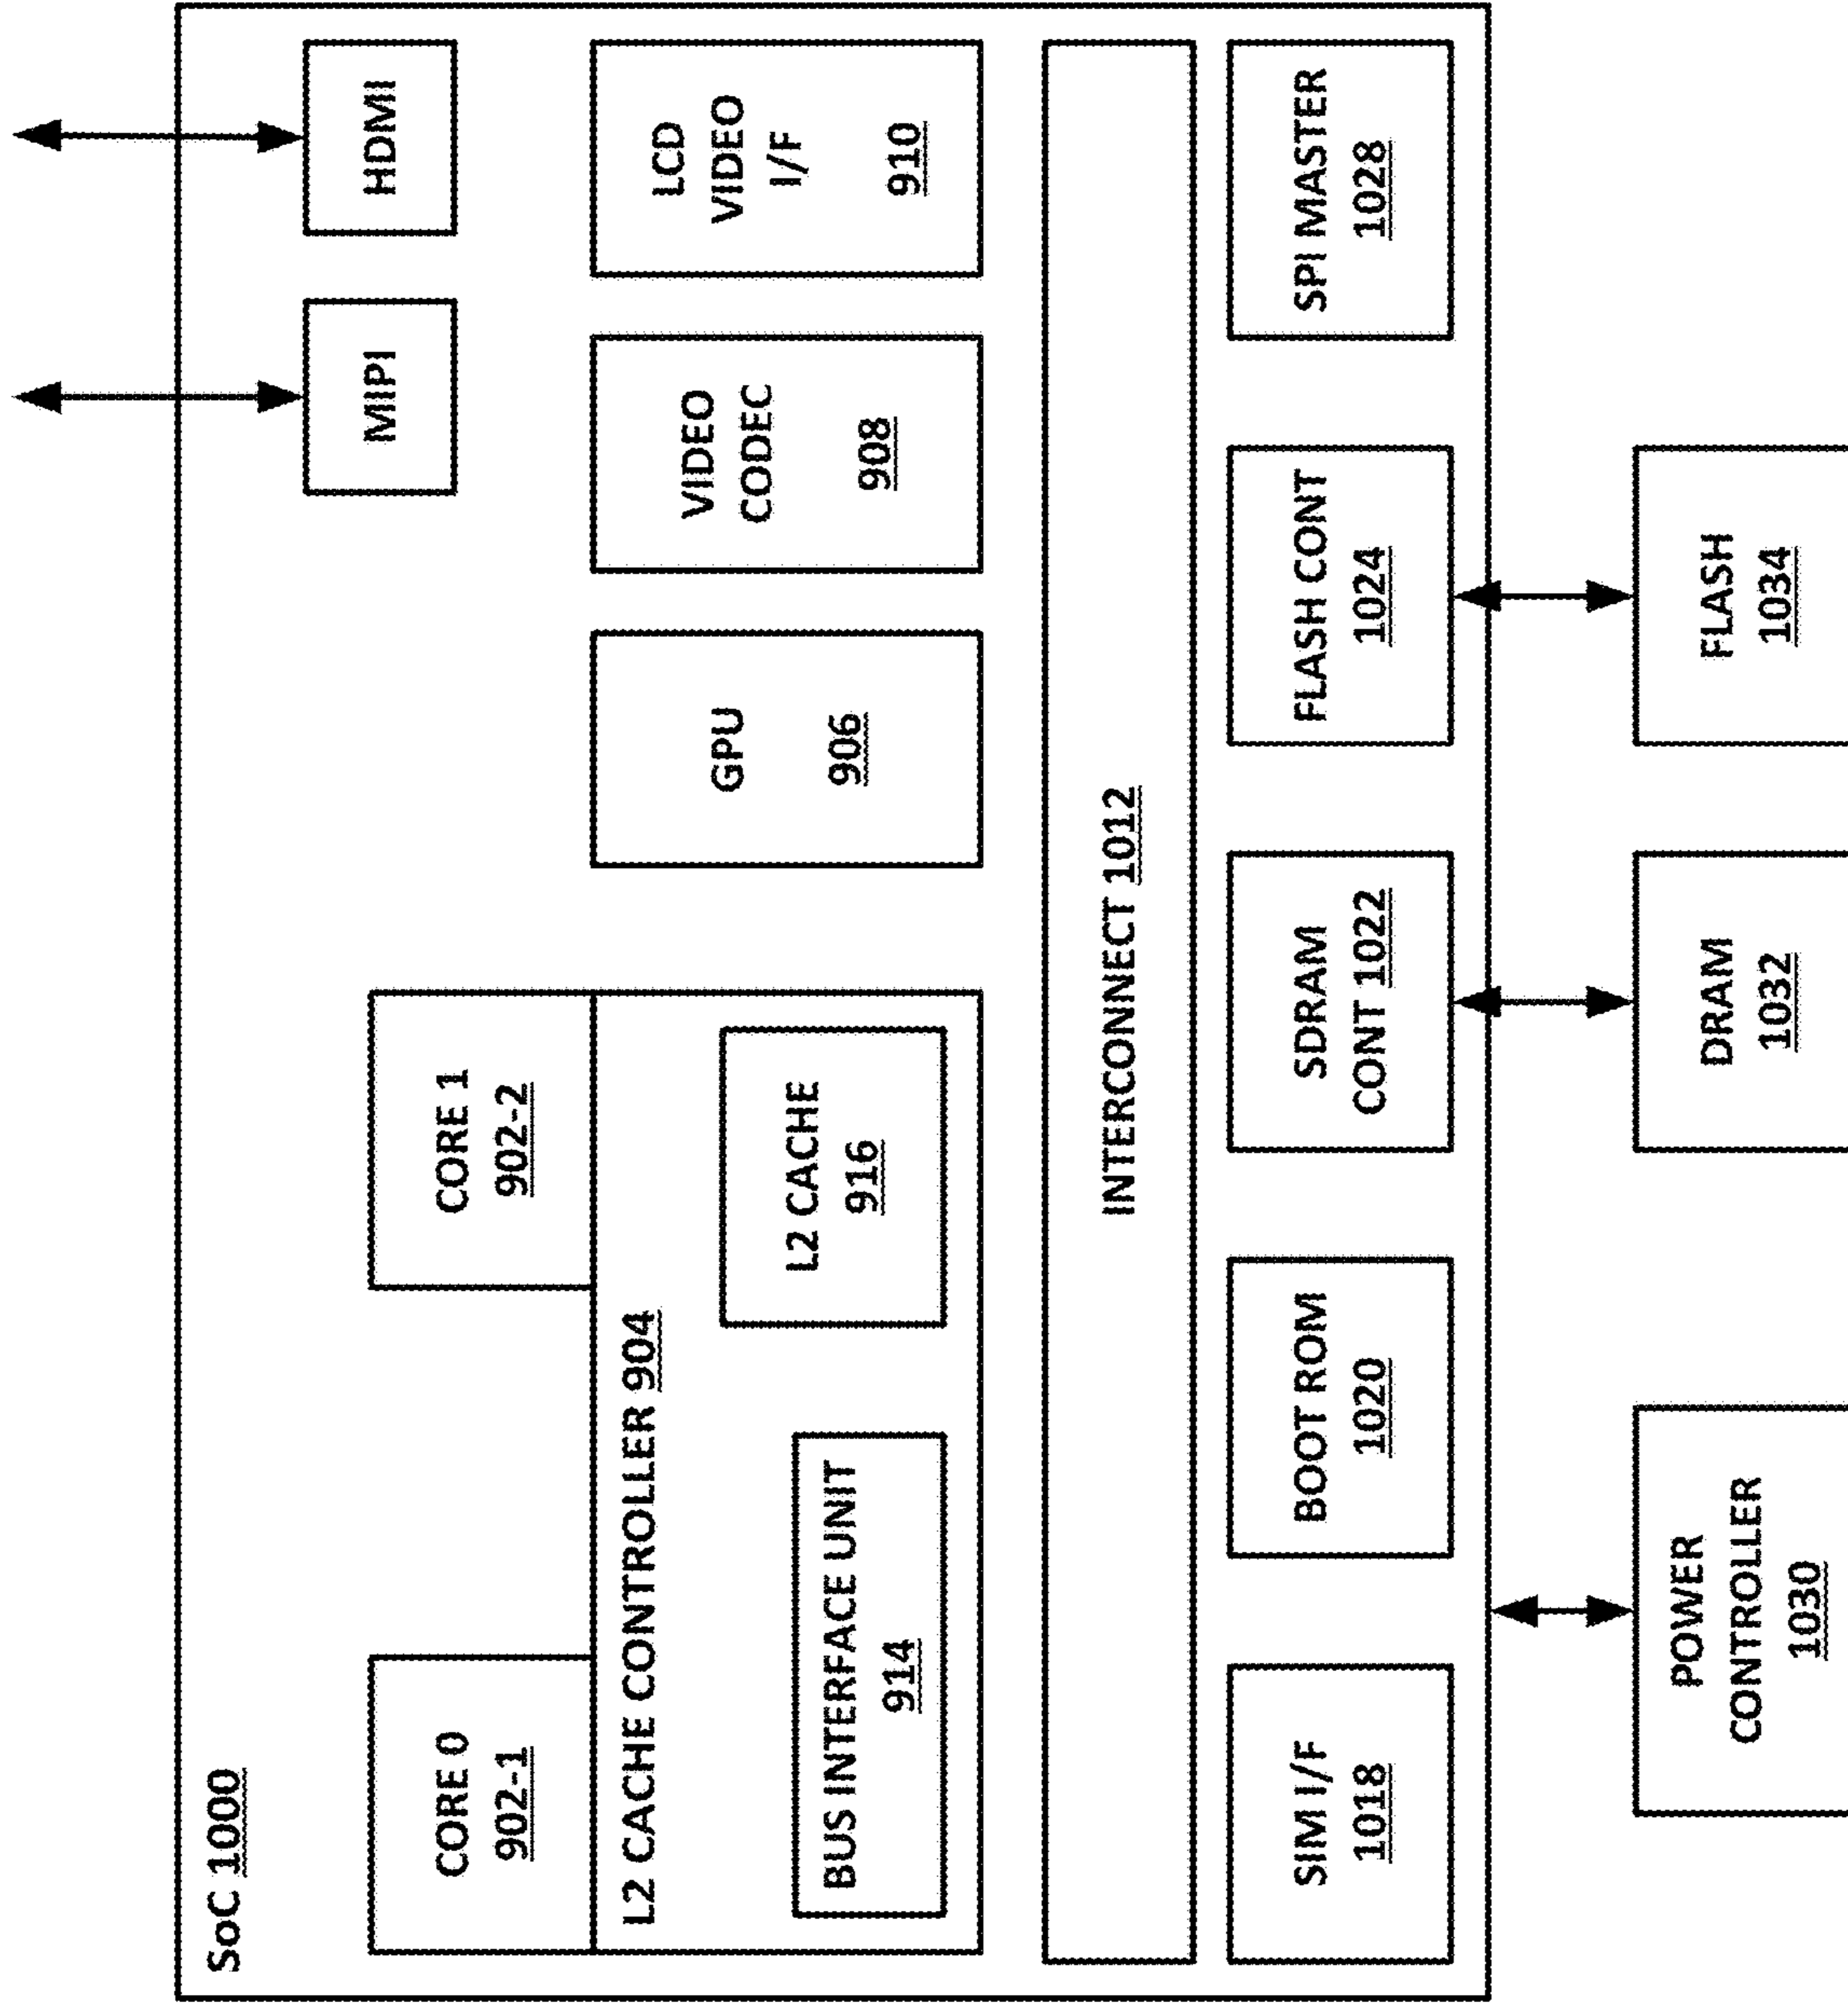 SoC 1000
MIPI
HDMI
CORE 0
902-1
CORE 1
902-2
L2 CACHE CONTROLLER 904
BUS INTERFACE UNIT
914
L2 CACHE
916
GPU
906
VIDEO
CODEC
908
LCD
VIDEO
I/F
910
INTERCONNECT 1012
SIM I/F
1018
BOOT ROM
1020
SDRAM
CONT 1022
FLASH CONT
1024
SPI MASTER
1028
POWER
CONTROLLER
1030
DRAM
1032
FLASH
1034